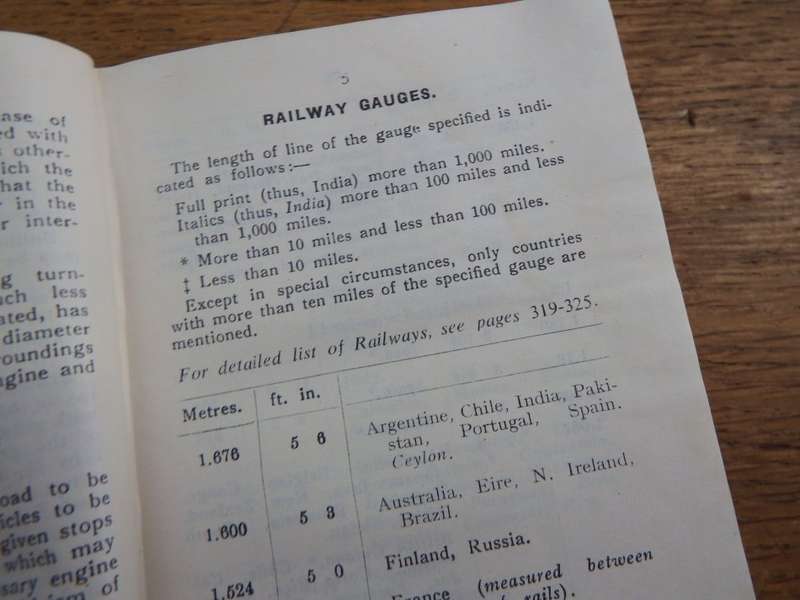 ase of
ed with
s other-
ich the
hat the
r in the
r inter-
g turn-
ach less
ated, has
diameter
roundings
ngine and
oad to be
icles to be
given stops
which may
sary engine
of
5
RAILWAY GAUGES.
The length of line of the gauge specified is indi-
cated as follows:—
Full print (thus, India) more than 1,000 miles.
Italics (thus, India) more than 100 miles and less
than 1,000 miles.
* More than 10 miles and less than 100 miles.
‡ Less than 10 miles.
Except in special circumstances, only countries
with more than ten miles of the specified gauge are
mentioned.
For detailed list of Railways, see pages 319-325.
Metres. ft. in.
1.676 5 6 Argentine, Chile, India, Paki-
stan, Portugal, Spain.
Ceylon.
1.600 5 3 Australia, Eire, N. Ireland,
Brazil.
1.524 5 0 Finland, Russia.
France (measured between
rails).